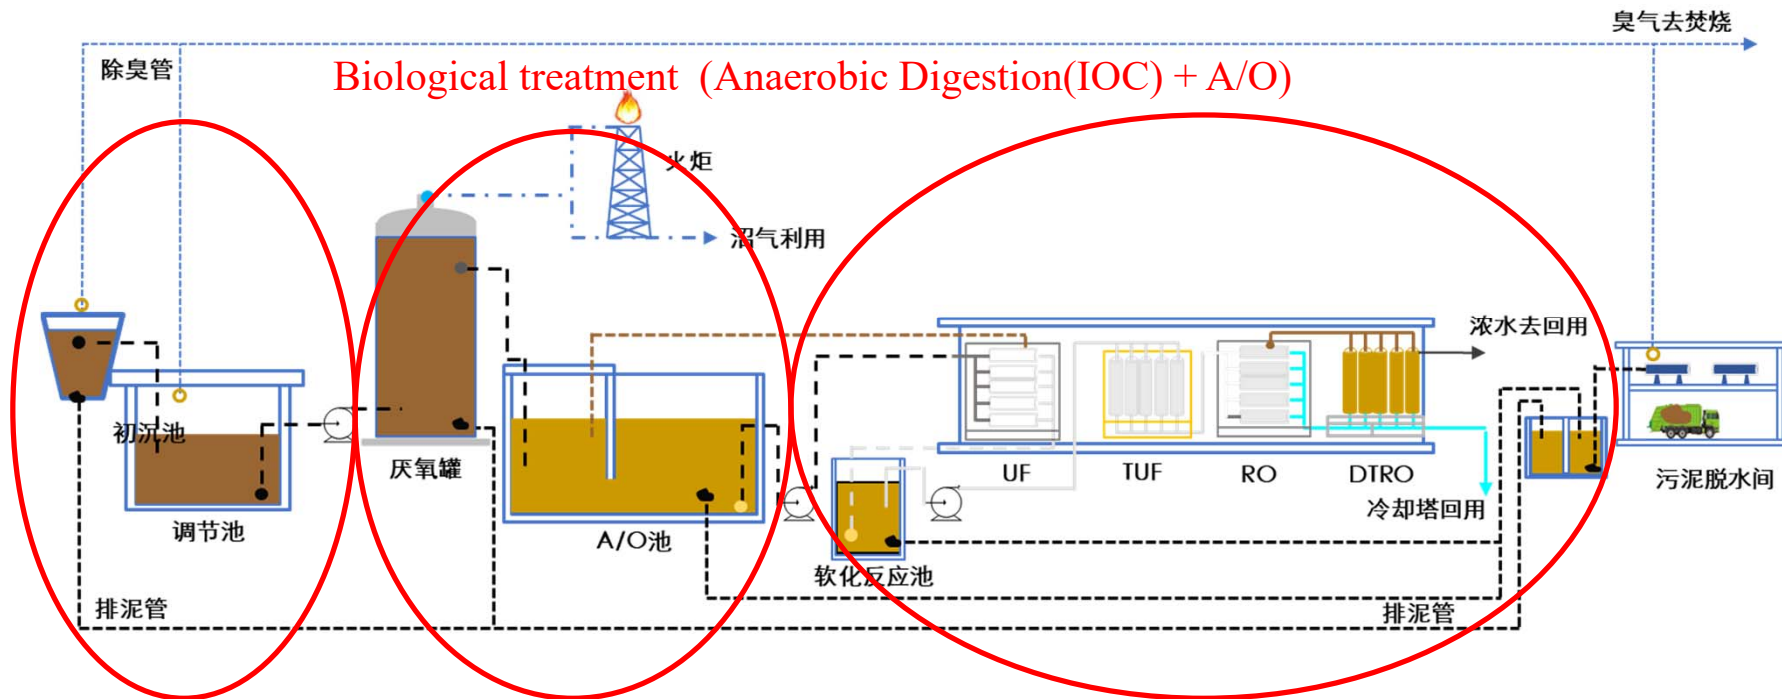 臭气去焚烧
除臭管
Biological treatment (Anaerobic Digestion(IOC) + A/O)
火炬
沼气利用
浓水去回用
初沉池
厌氧罐
UF
TUF
RO
DTRO
污泥脱水间
冷却塔回用
调节池
A/O池
软化反应池
排泥管
排泥管